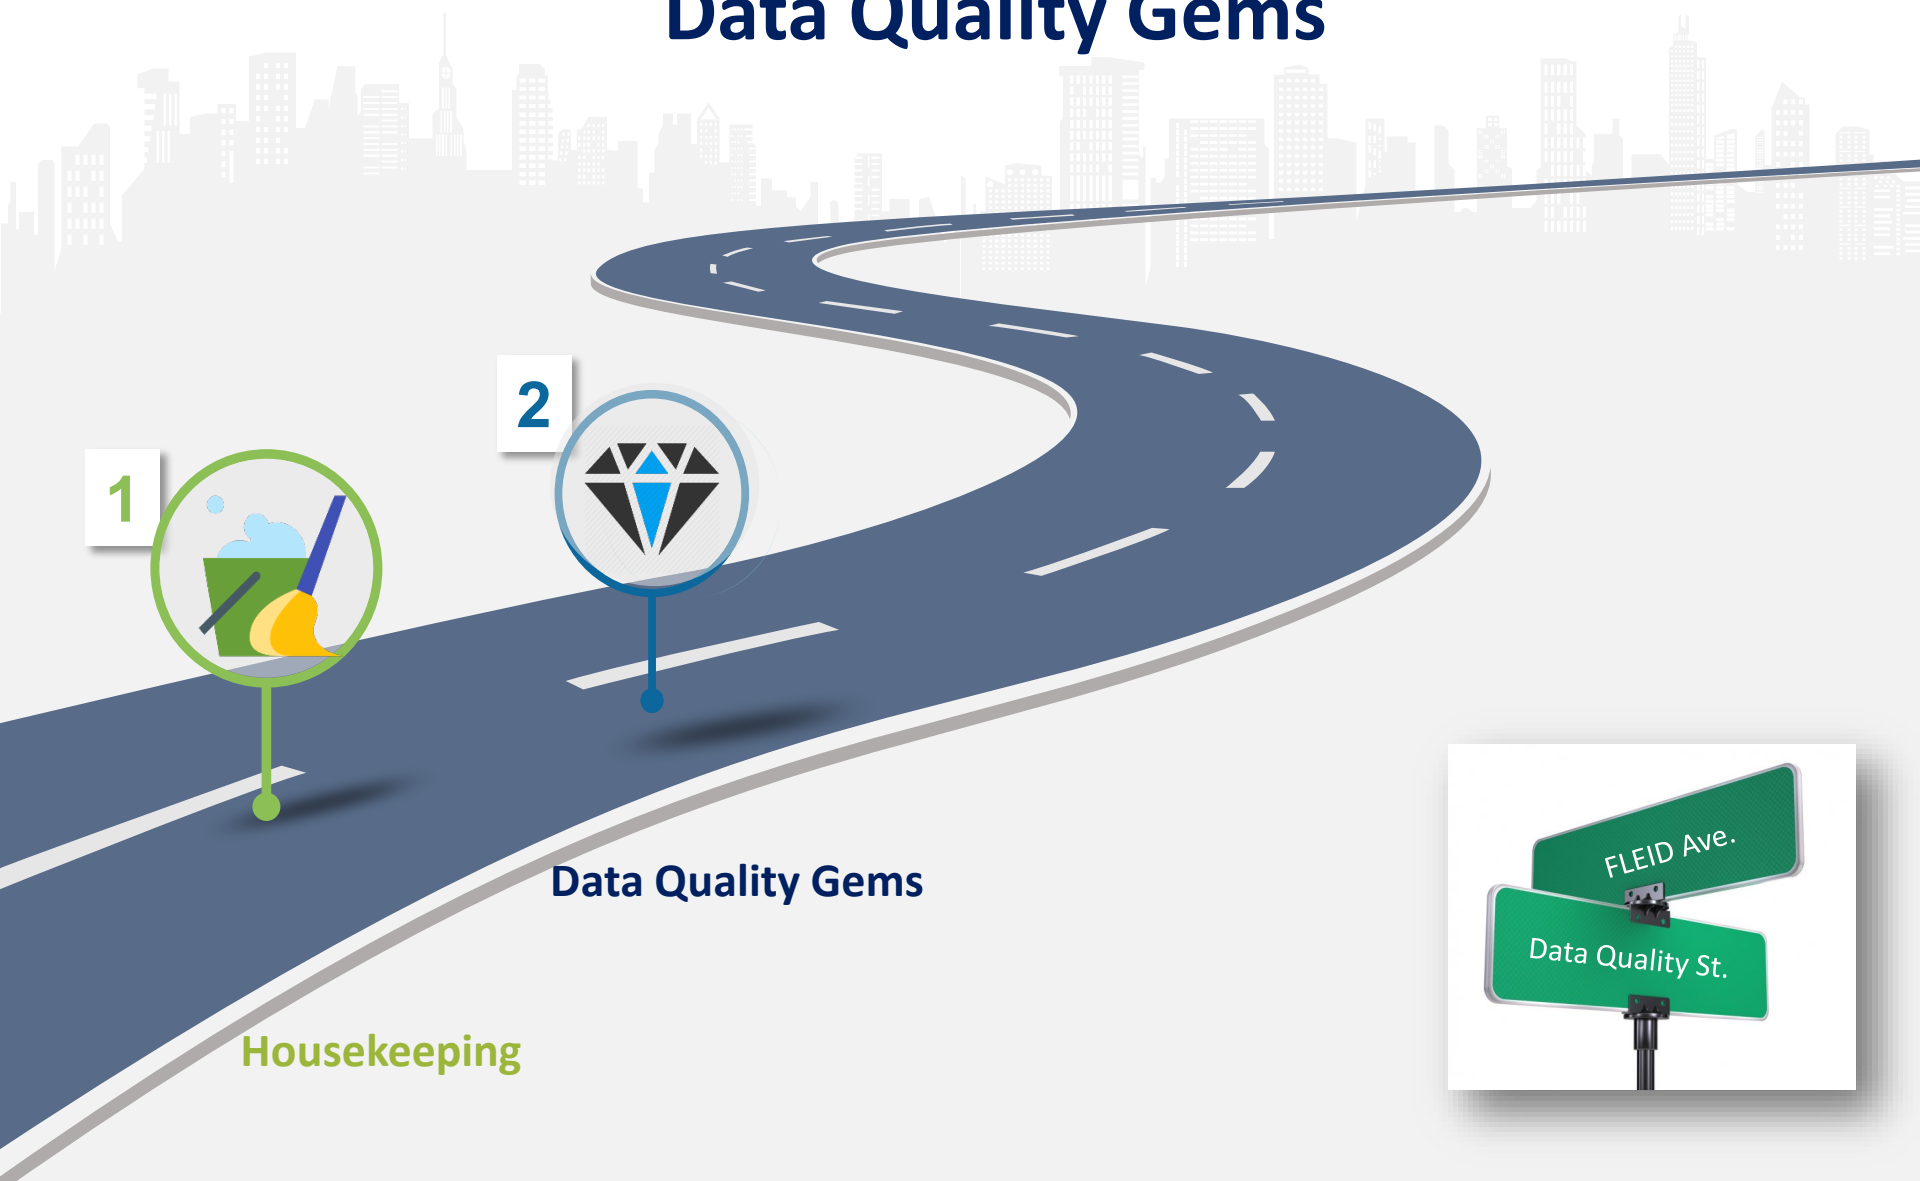 Data Quality Gems
2
1
FLEID Ave.
Data Quality Gems
Data Quality St.
Housekeeping